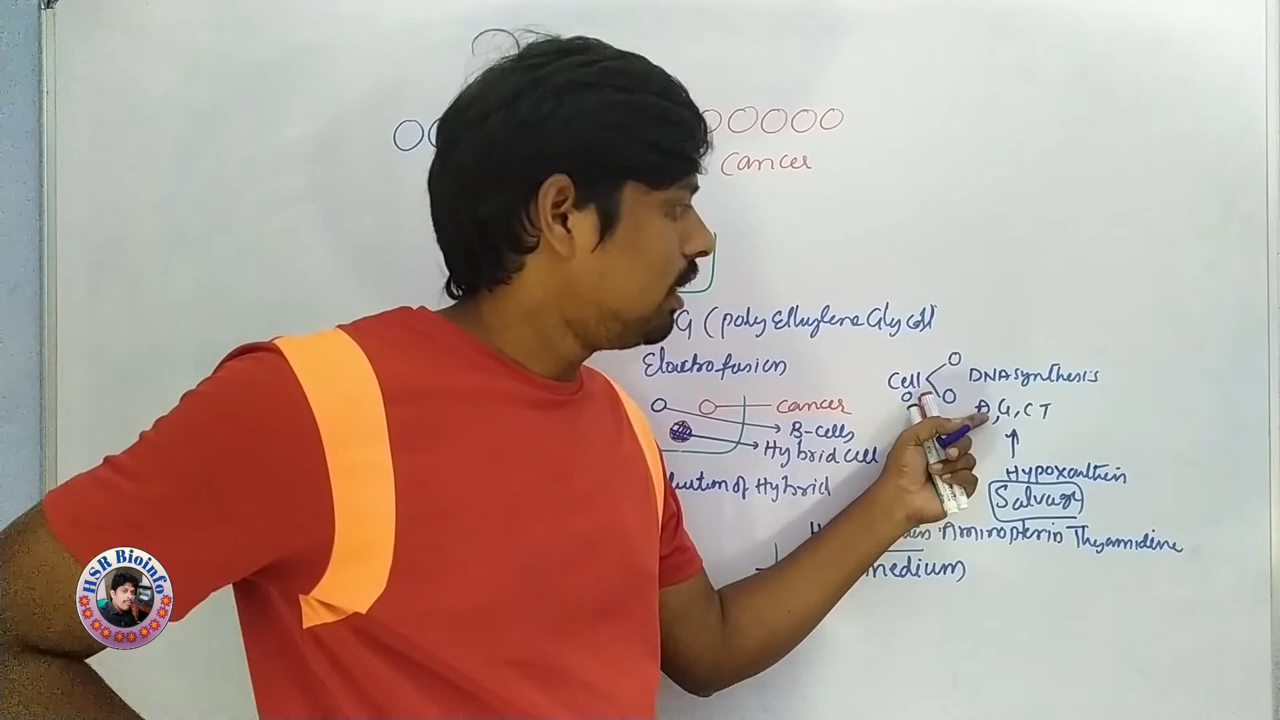 Cancer
G (poly Ethylene Glycol
Electrofusion
Cell
DNA synthesis
A, G, C T
Cancer
B-cells
Hybrid cell
Hypoxanthin
Salvage
of Hybrid
Aminopterin Thyamidine
medium)
HSR Bioinfo